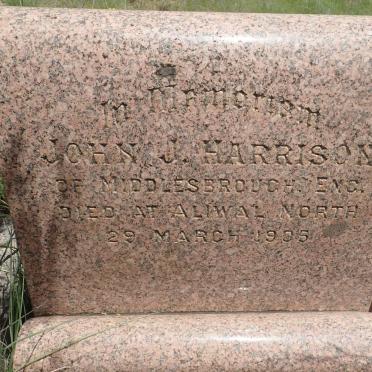 In Memoriam
JOHN J. HARRISON
OF MIDDLESBROUGH, ENG.
DIED AT ALIWAL NORTH
29 MARCH 1905